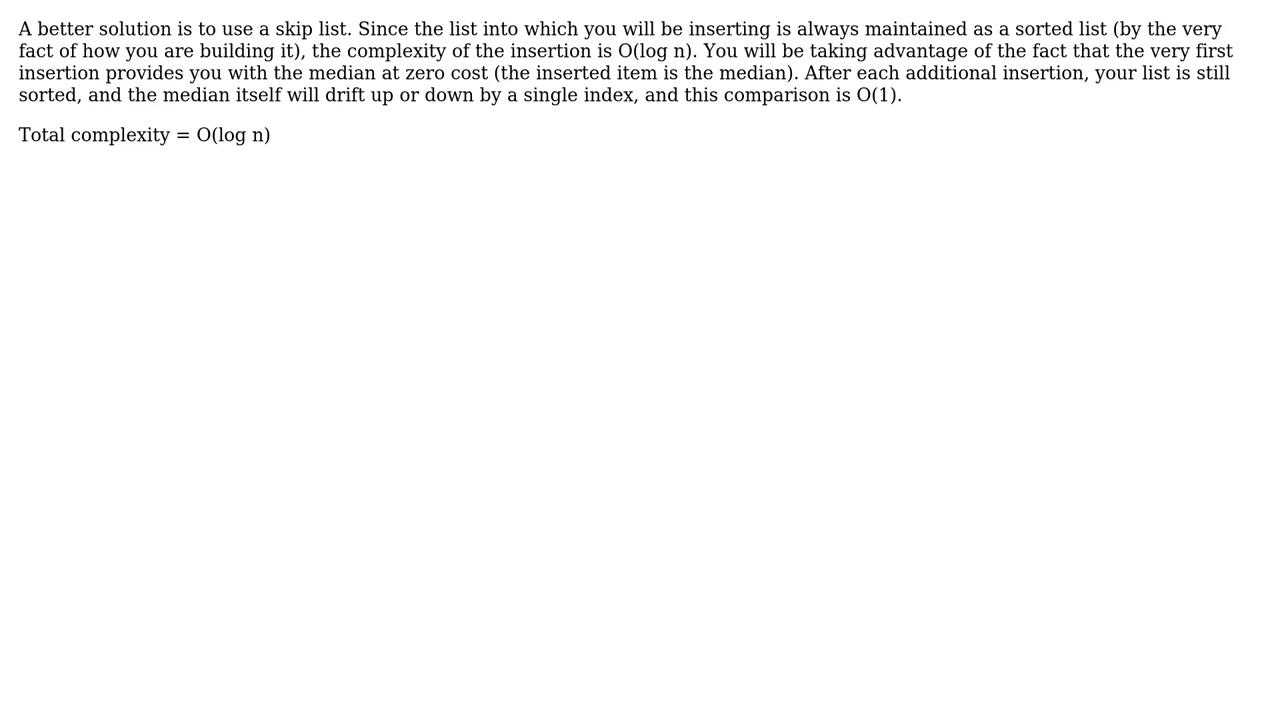 A better solution is to use a skip list. Since the list into which you will be inserting is always maintained as a sorted list (by the very
fact of how you are building it), the complexity of the insertion is O(log n). You will be taking advantage of the fact that the very first
insertion provides you with the median at zero cost (the inserted item is the median). After each additional insertion, your list is still
sorted, and the median itself will drift up or down by a single index, and this comparison is O(1).
Total complexity = O(log n)